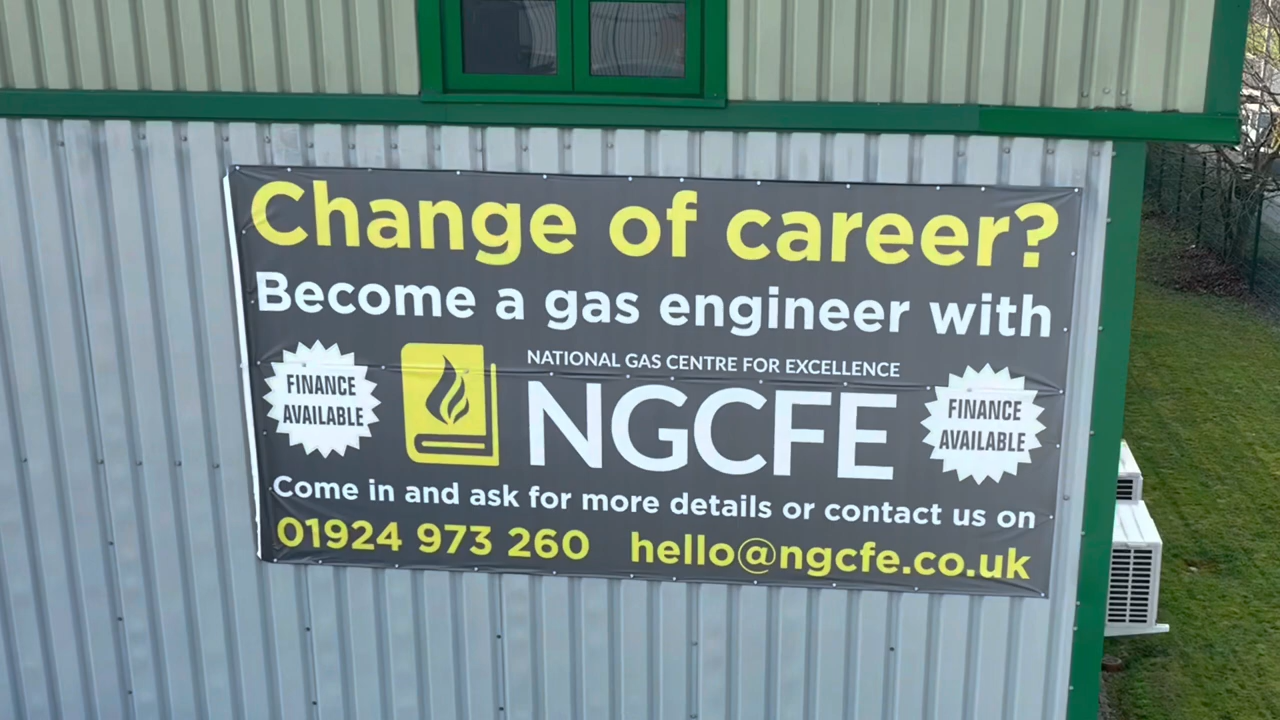 Change of career?
Become a gas engineer with
NATIONAL GAS CENTRE FOR EXCELLENCE
FINANCE
AVAILABLE
NGCFE
FINANCE
AVAILABLE
Come in and ask for more details or contact us on
01924 973 260 hello@ngcfe.co.uk